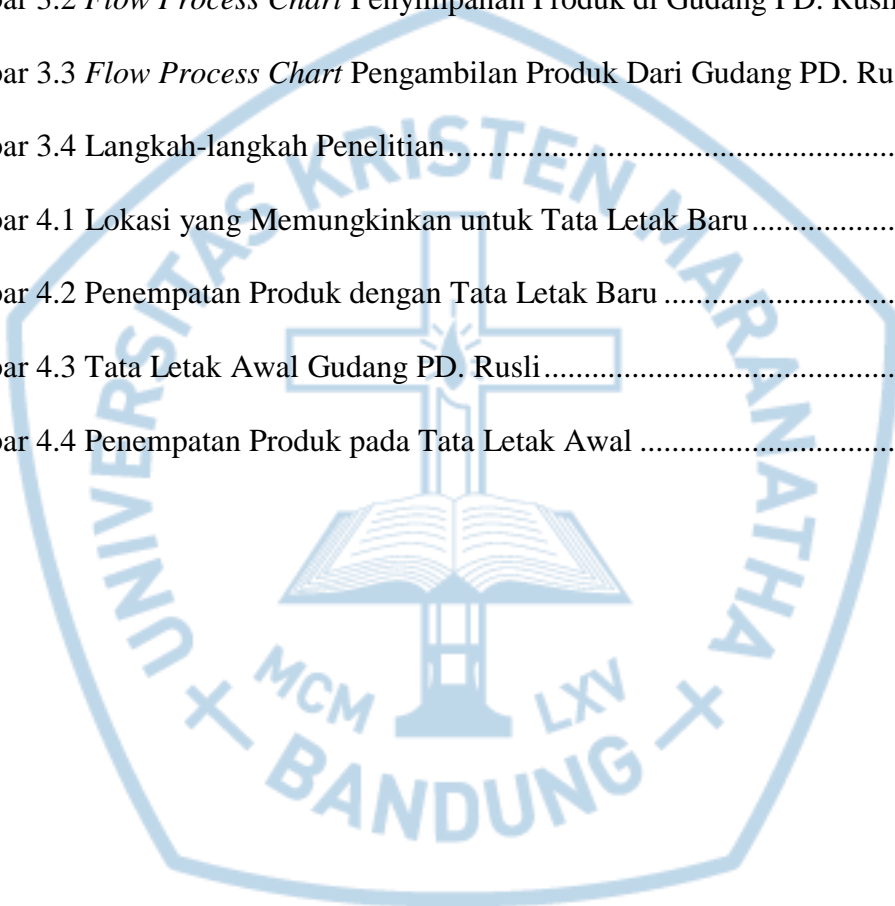 bar 3.2 Flow Process Chart Penyimpanan Produk di Gudang PD. Rusli
bar 3.3 Flow Process Chart Pengambilan Produk Dari Gudang PD. Ru
bar 3.4 Langkah-langkah Penelitian
bar 4.1 Lokasi yang Memungkinkan untuk Tata Letak Baru
bar 4.2 Penempatan Produk dengan Tata Letak Baru
bar 4.3 Tata Letak Awal Gudang PD. Rusli
bar 4.4 Penempatan Produk pada Tata Letak Awal
UNIVERSITAS KRISTEN MARANATHA
MCM LXV
BANDUNG